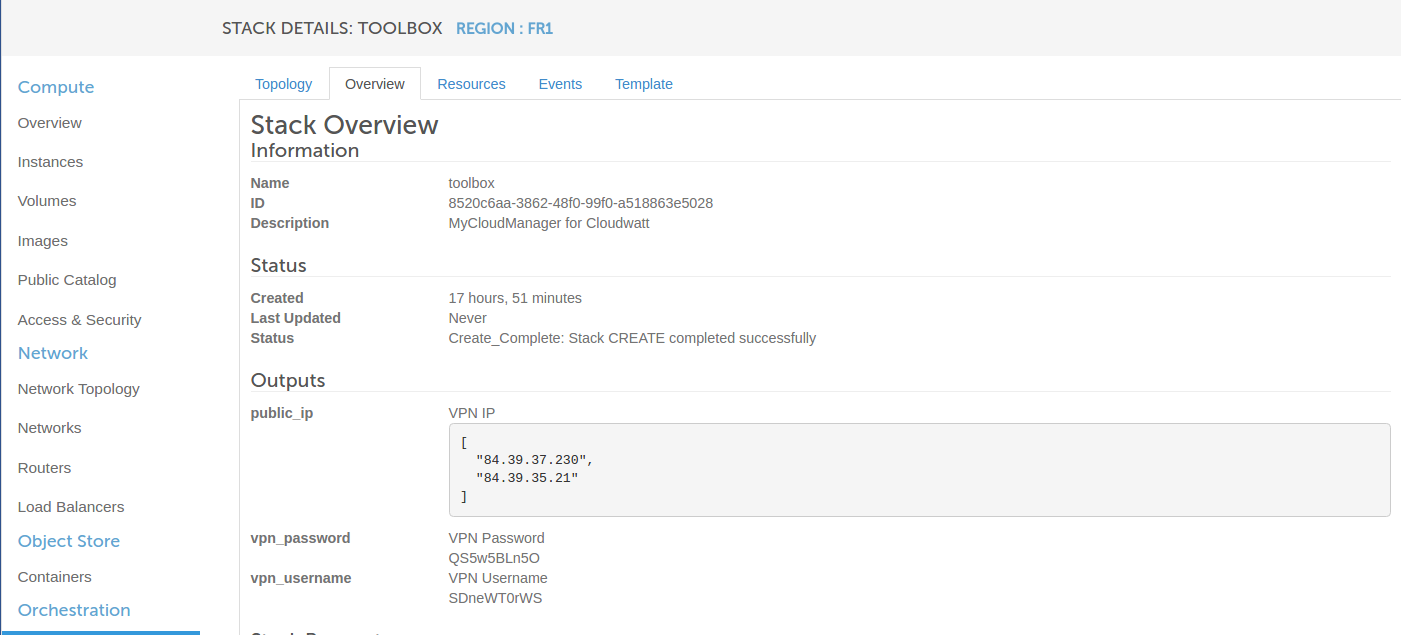 STACK DETAILS: TOOLBOX REGION : FR1
Compute
Overview
Instances
Volumes
Images
Public Catalog
Access & Security
Network
Network Topology
Networks
Routers
Load Balancers
Object Store
Containers
Orchestration
Topology Overview Resources Events Template
Stack Overview
Information
Name toolbox
ID 8520c6aa-3862-48f0-99f0-a518863e5028
Description MyCloudManager for Cloudwatt
Status
Created 17 hours, 51 minutes
Last Updated Never
Status Create_Complete: Stack CREATE completed successfully
Outputs
public_ip VPN IP
[
"84.39.37.230",
"84.39.35.21"
]
vpn_password VPN Password
QS5w5BLn5O
vpn_username VPN Username
SDneWT0rWS